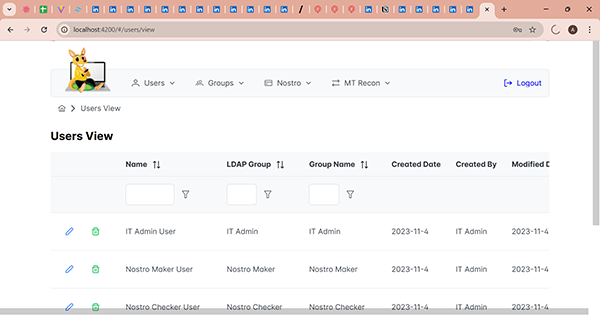 localhost:4200/#/users/view
A
Users Groups Nostro MT Recon Logout
Users View
Users View
Name LDAP Group Group Name Created Date Created By Modified D
IT Admin User IT Admin IT Admin 2023-11-4 IT Admin 2023-11-4
Nostro Maker User Nostro Maker Nostro Maker 2023-11-4 IT Admin 2023-11-4
Nostro Checker User Nostro Checker Nostro Checker 2023-11-4 IT Admin 2023-11-4